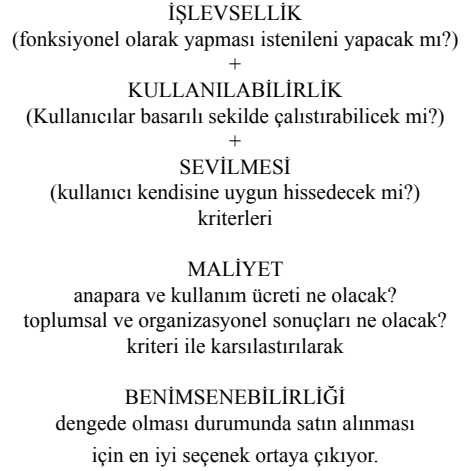 İŞLEVSELLİK
(fonksiyonel olarak yapması istenileni yapacak mı?)
+
KULLANILABİLİRLİK
(Kullanıcılar basarılı sekilde çalıstırabilicek mi?)
+
SEVİLMESİ
(kullanıcı kendisine uygun hissedecek mi?)
kriterleri
MALİYET
anapara ve kullanım ücreti ne olacak?
toplumsal ve organizasyonel sonuçları ne olacak?
kriteri ile karsılastırılarak
BENİMSENEBİLİRLİĞİ
dengede olması durumunda satın alınması
için en iyi seçenek ortaya çıkıyor.